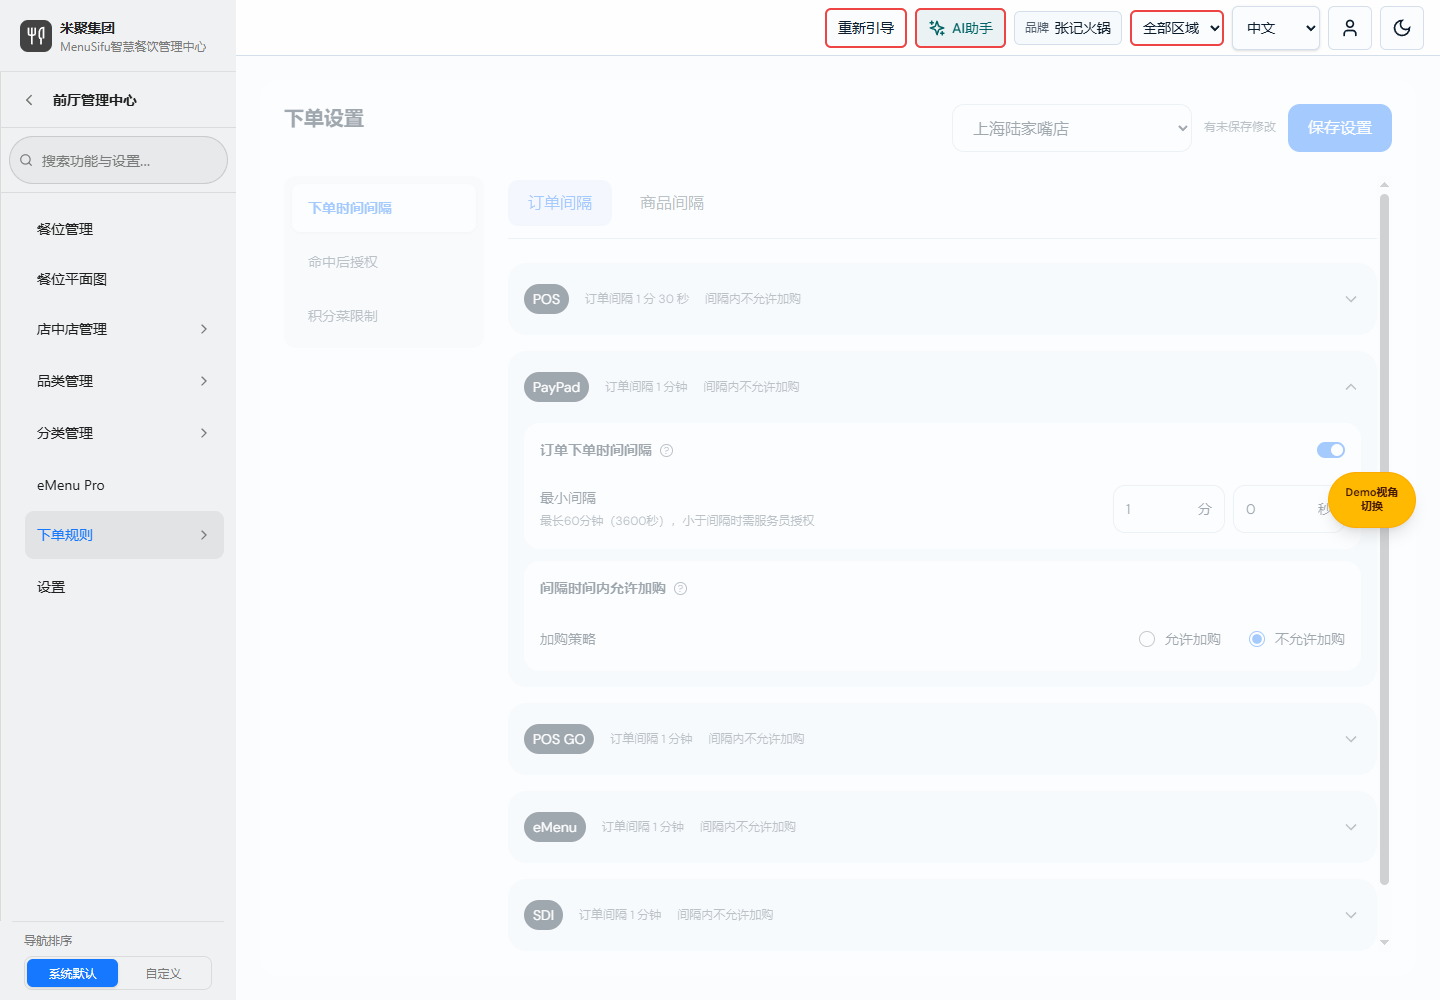 米聚集团
MenuSifu智慧餐饮管理中心
重新引导
AI助手
品牌 张记火锅
全部区域
中文
前厅管理中心
搜索功能与设置...
餐位管理
餐位平面图
店中店管理
品类管理
分类管理
eMenu Pro
下单规则
设置
导航排序
系统默认
自定义
下单设置
上海陆家嘴店
有未保存修改
保存设置
下单时间间隔
命中后授权
积分菜限制
订单间隔
商品间隔
POS 订单间隔 1 分 30 秒 间隔内不允许加购
PayPad 订单间隔 1 分钟 间隔内不允许加购
订单下单时间间隔
最小间隔
最长60分钟（3600秒），小于间隔时需服务员授权
1 分
0 秒
Demo视角
切换
间隔时间内允许加购
加购策略
允许加购
不允许加购
POS GO 订单间隔 1 分钟 间隔内不允许加购
eMenu 订单间隔 1 分钟 间隔内不允许加购
SDI 订单间隔 1 分钟 间隔内不允许加购